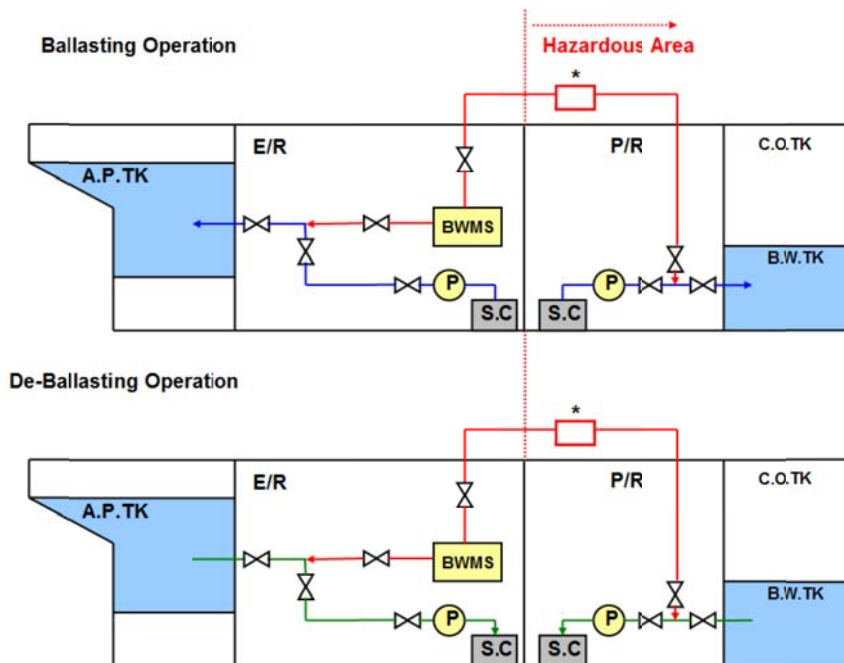 Ballasting Operation
Hazardous Area
*
E/R
P/R
C.O.TK
A.P.TK
BWMS
B.W.TK
P
P
S.C
S.C
De-Ballasting Operation
*
E/R
P/R
C.O.TK
A.P.TK
BWMS
B.W.TK
P
P
S.C
S.C